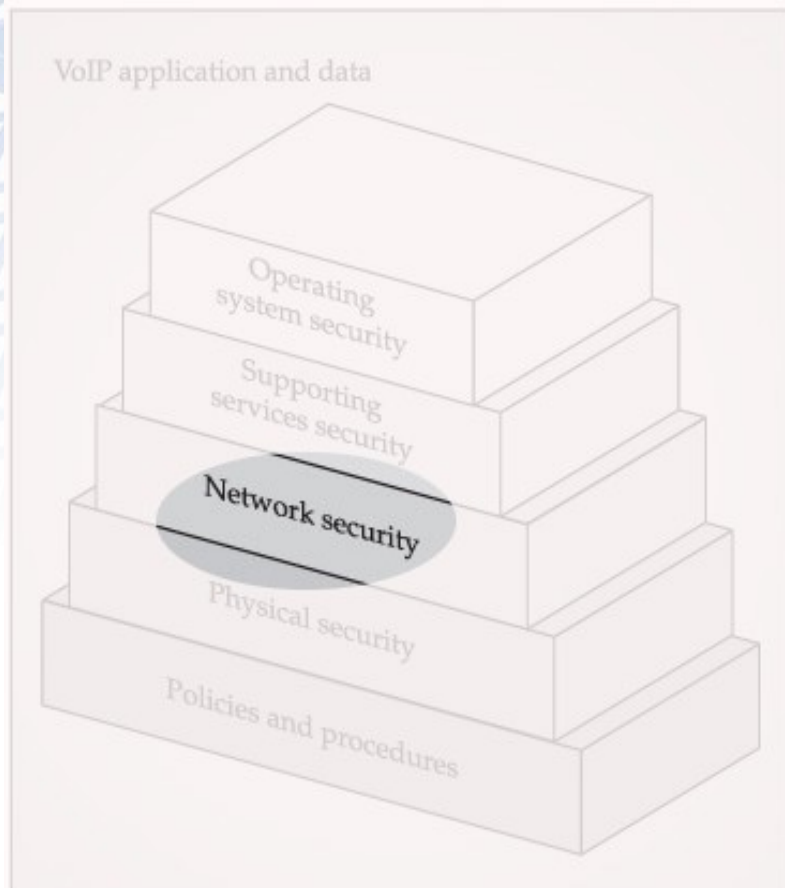 VoIP application and data
Operating
system security
Supporting
services security
Network security
Physical security
Policies and procedures